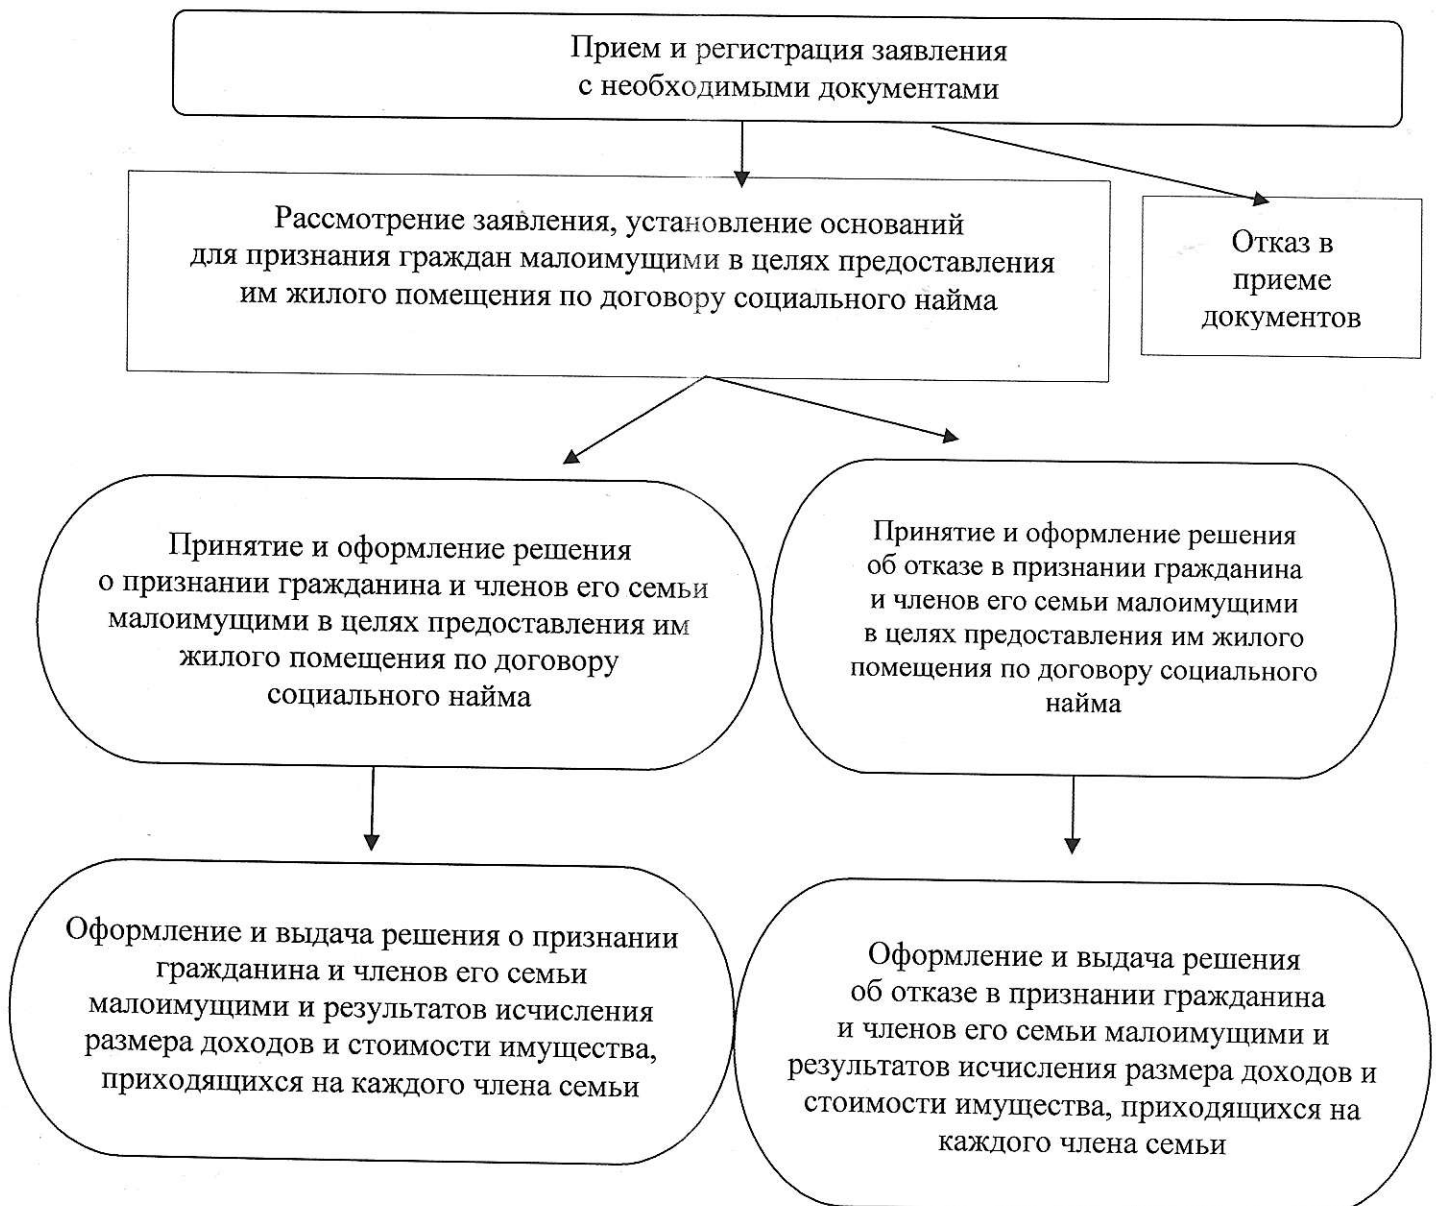 Прием и регистрация заявления
с необходимыми документами
Рассмотрение заявления, установление оснований
для признания граждан малоимущими в целях предоставления
им жилого помещения по договору социального найма
Отказ в
приеме
документов
Принятие и оформление решения
о признании гражданина и членов его семьи
малоимущими в целях предоставления им
жилого помещения по договору
социального найма
Принятие и оформление решения
об отказе в признании гражданина
и членов его семьи малоимущими
в целях предоставления им жилого
помещения по договору социального
найма
Оформление и выдача решения о признании
гражданина и членов его семьи
малоимущими и результатов исчисления
размера доходов и стоимости имущества,
приходящихся на каждого члена семьи
Оформление и выдача решения
об отказе в признании гражданина
и членов его семьи малоимущими и
результатов исчисления размера доходов и
стоимости имущества, приходящихся на
каждого члена семьи